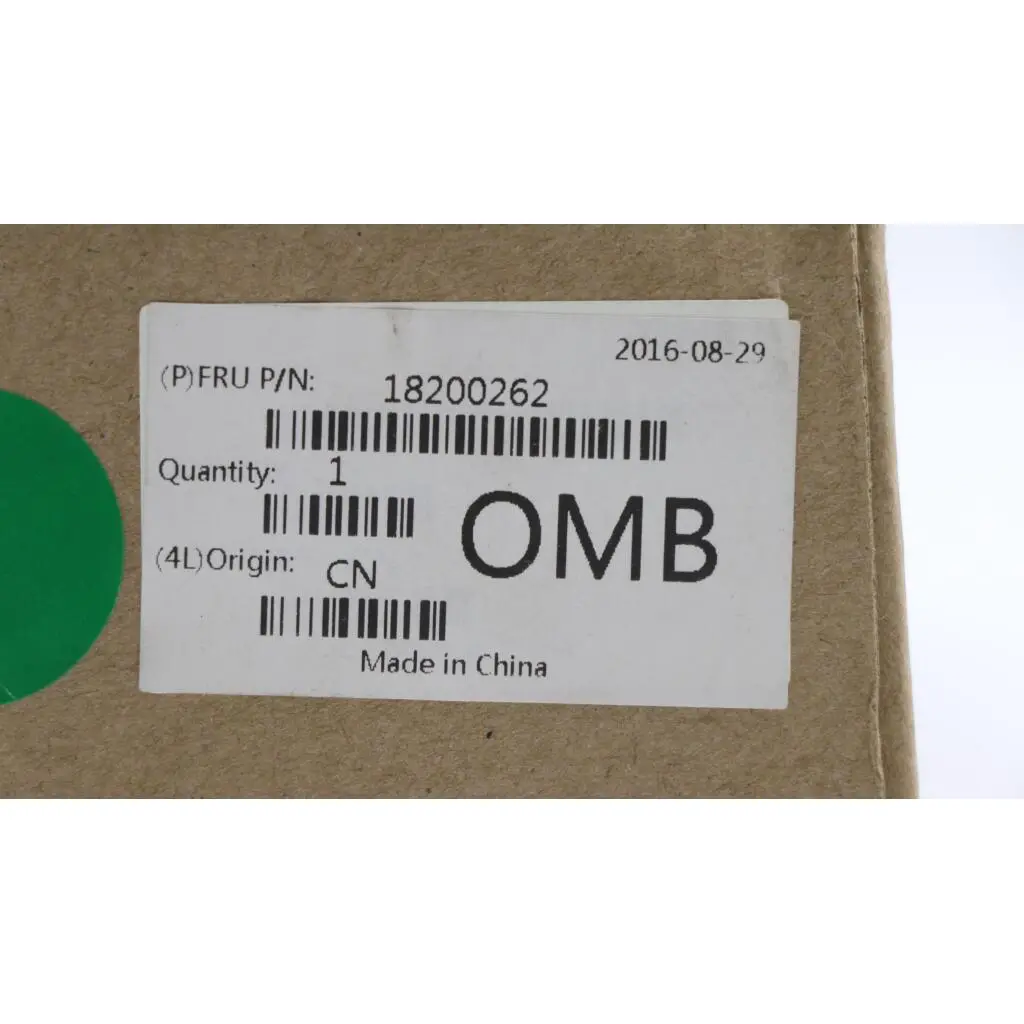 2016-08-29
(P)FRU P/N: 18200262
Quantity: 1
OMB
(4L)Origin: CN
Made in China